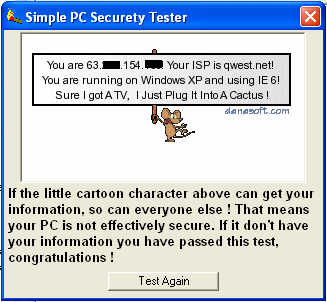 Simple PC Securety Tester
You are 63. .154. Your ISP is qwest.net!
You are running on Windows XP and using IE 6!
Sure I got A TV, I Just Plug It Into A Cactus !
danasoft.com
If the little cartoon character above can get your
information, so can everyone else ! That means
your PC is not effectively secure. If it don't have
your information you have passed this test,
congratulations !
Test Again